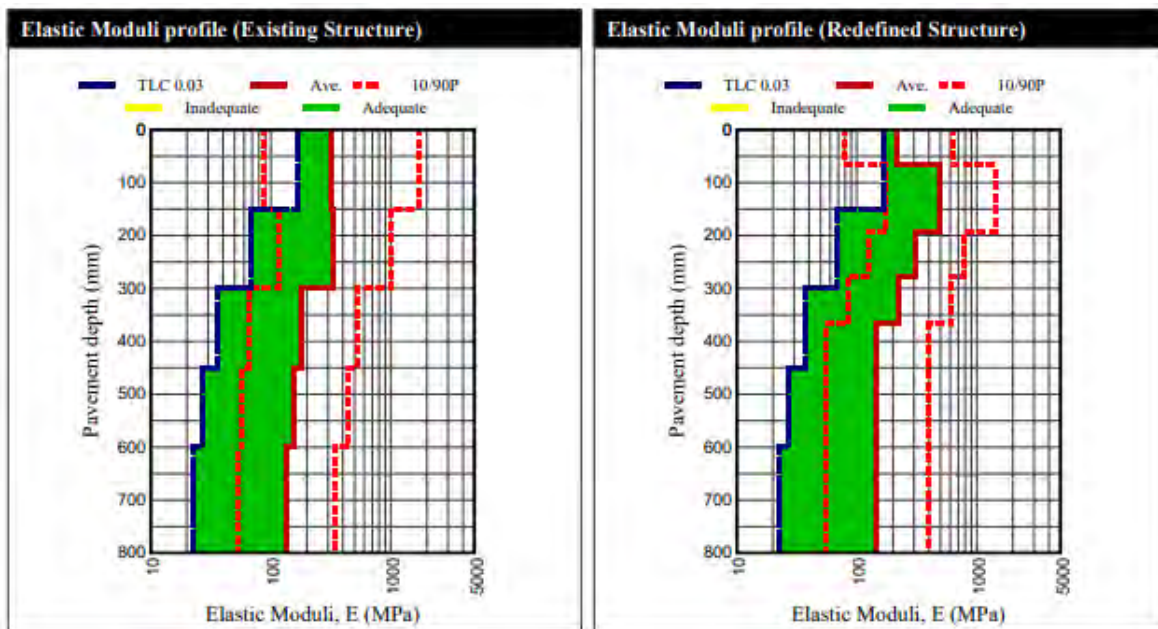 Elastic Moduli profile (Existing Structure)
TLC 0.03 Ave. 10/90P
Inadequate Adequate
0
100
200
300
400
500
600
700
800
Pavement depth (mm)
10 100 1000 5000
Elastic Moduli, E (MPa)
Elastic Moduli profile (Redefined Structure)
TLC 0.03 Ave. 10/90P
Inadequate Adequate
0
100
200
300
400
500
600
700
800
Pavement depth (mm)
10 100 1000 5000
Elastic Moduli, E (MPa)